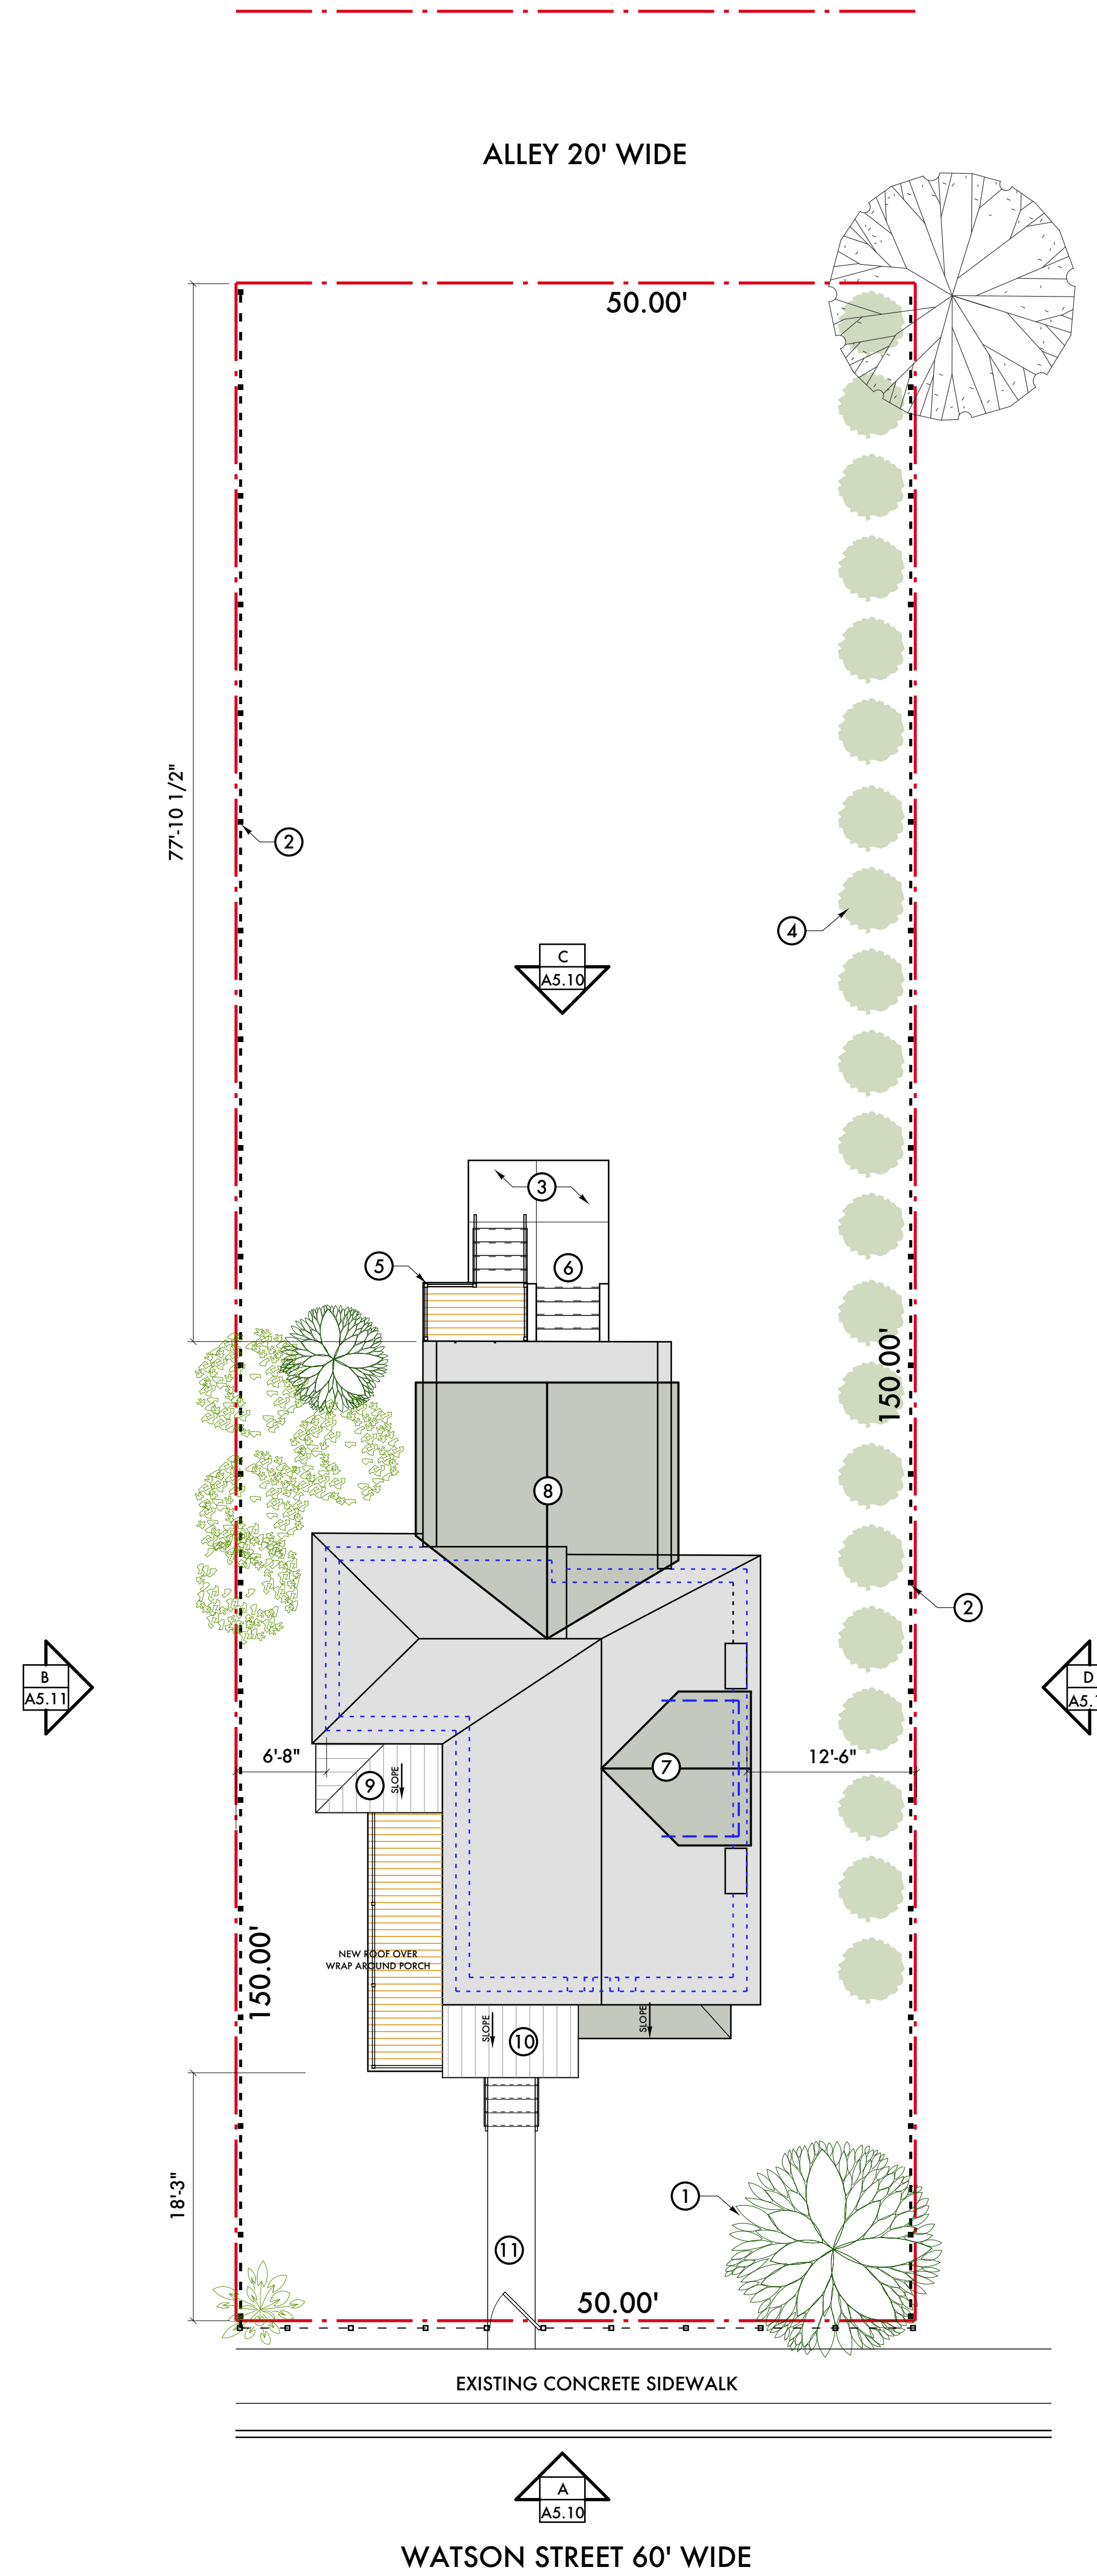 ALLEY 20' WIDE
50.00'
77'-10 1/2"
2
4
C
A5.10
3
5
6
150.00'
8
2
B
A5.11
D
6'-8"
12'-6"
7
9
SLOPE
150.00'
NEW ROOF OVER
WRAP AROUND PORCH
SLOPE
10
SLOPE
18'-3"
1
11
50.00'
EXISTING CONCRETE SIDEWALK
A
A5.10
WATSON STREET 60' WIDE